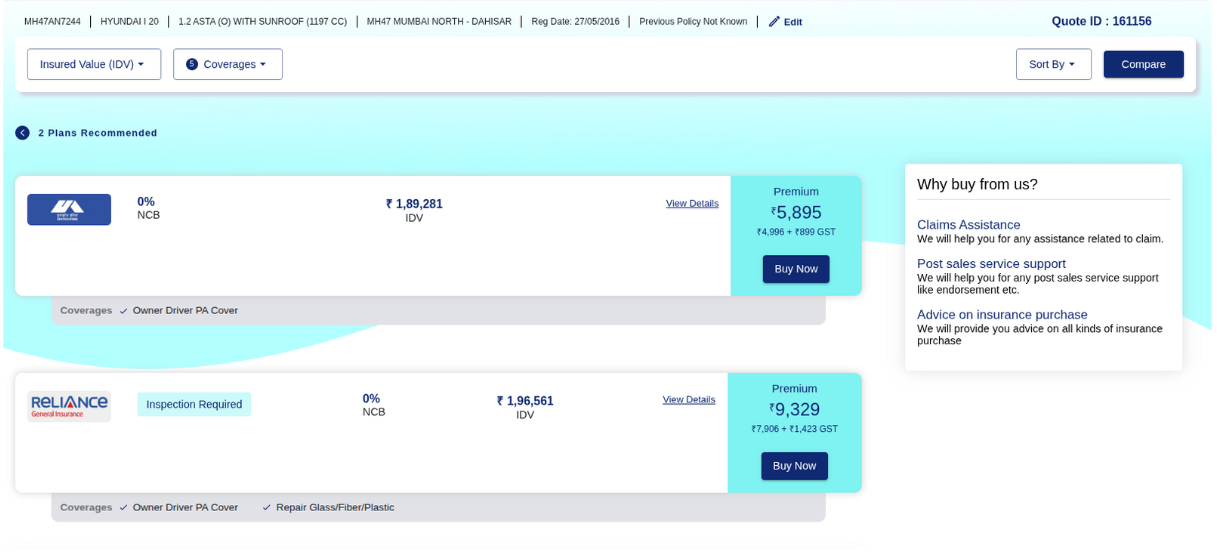 MH47AN7244 | HYUNDAI I 20 | 1.2 ASTA (O) WITH SUNROOF (1197 CC) | MH47 MUMBAI NORTH - DAHISAR | Reg Date: 27/05/2016 | Previous Policy Not Known | Edit
Quote ID : 161156
Insured Value (IDV)
5 Coverages
Sort By
Compare
2 Plans Recommended
0%
NCB
₹ 1,89,281
IDV
View Details
Premium
₹5,895
₹4,996 + ₹899 GST
Buy Now
Coverages ✓ Owner Driver PA Cover
Why buy from us?
Claims Assistance
We will help you for any assistance related to claim.
Post sales service support
We will help you for any post sales service support
like endorsement etc.
Advice on insurance purchase
We will provide you advice on all kinds of insurance
purchase
RELIANCE
General Insurance
Inspection Required
0%
NCB
₹ 1,96,561
IDV
View Details
Premium
₹9,329
₹7,906 + ₹1,423 GST
Buy Now
Coverages ✓ Owner Driver PA Cover ✓ Repair Glass/Fiber/Plastic